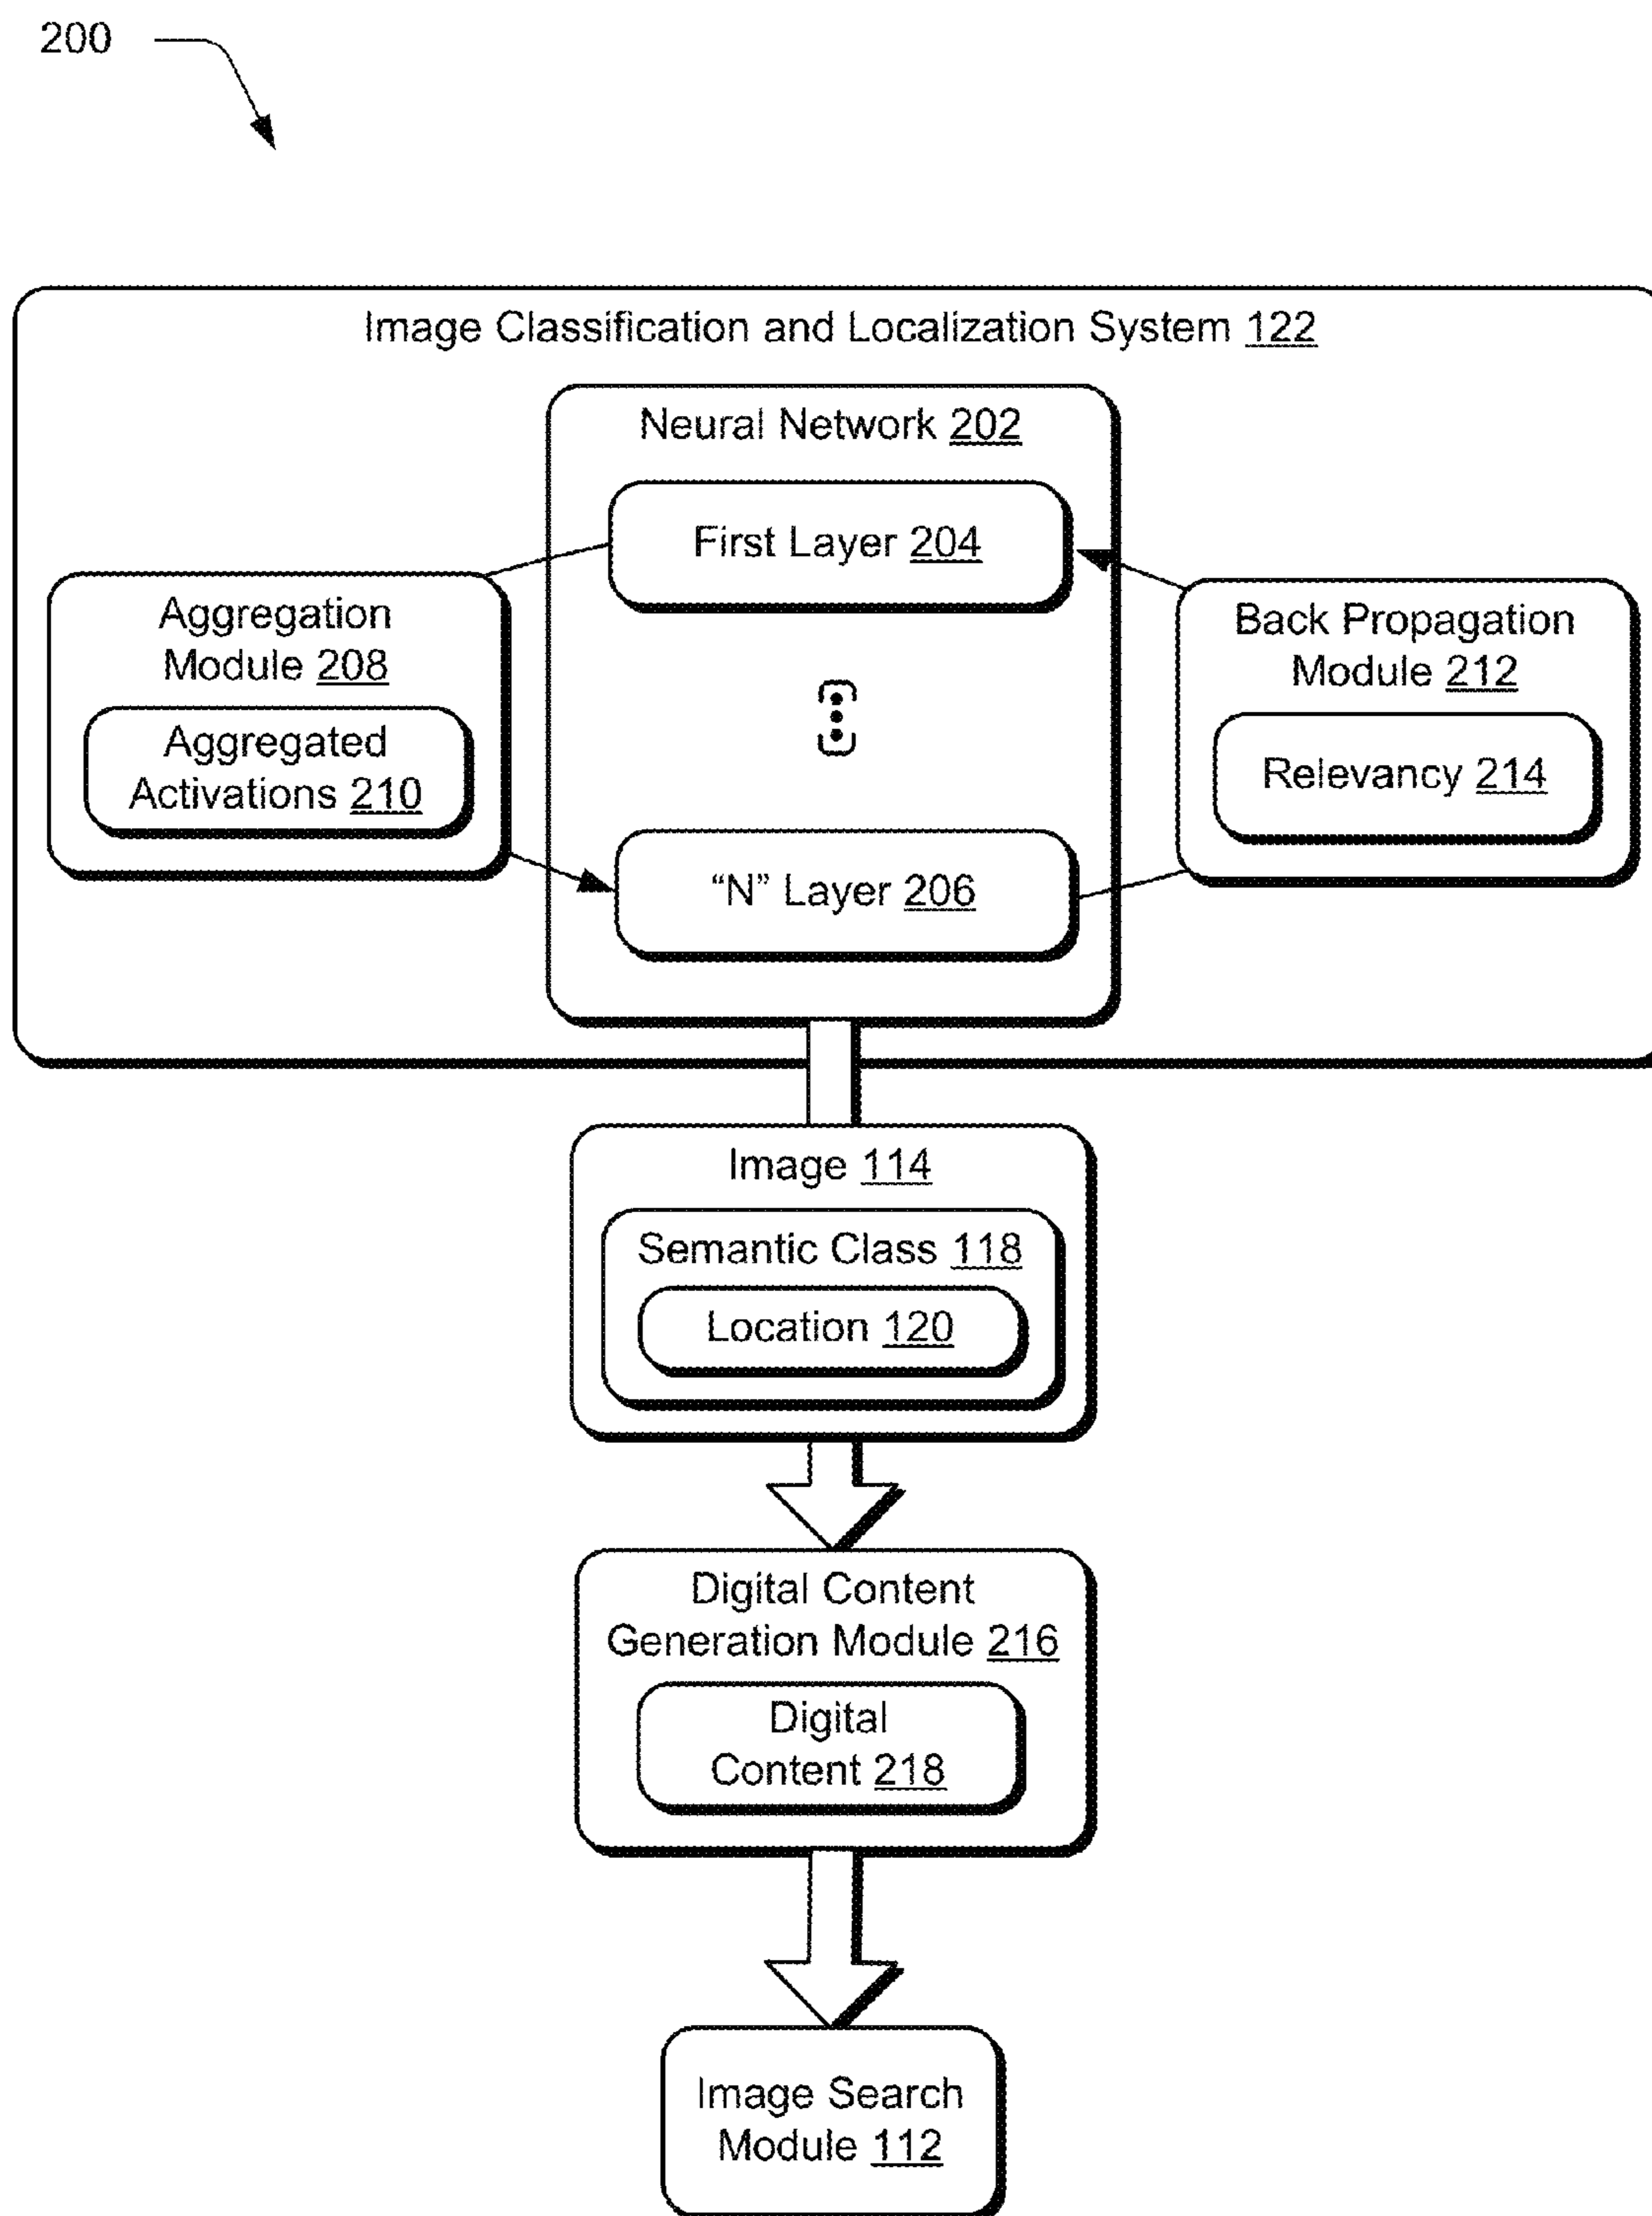 200
Image Classification and Localization System 122
Neural Network 202
First Layer 204
Aggregation
Module 208
Aggregated
Activations 210
Back Propagation
Module 212
Relevancy 214
“N” Layer 206
Image 114
Semantic Class 118
Location 120
Digital Content
Generation Module 216
Digital
Content 218
Image Search
Module 112